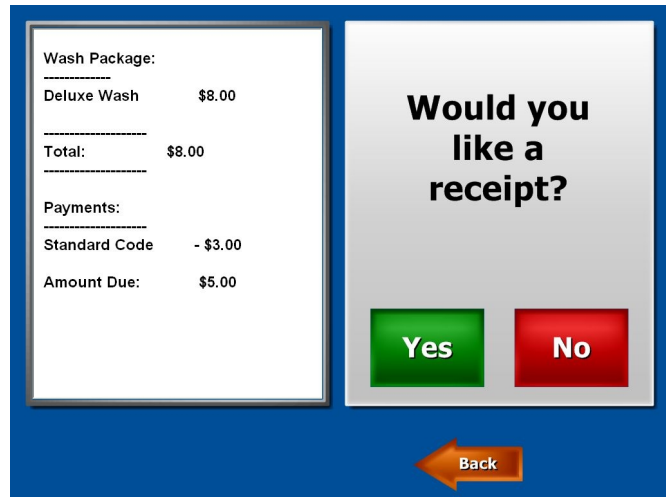 Wash Package:
-------------
Deluxe Wash $8.00
--------------------
Total: $8.00
--------------------
Payments:
--------------------
Standard Code - $3.00
Amount Due: $5.00
Would you
like a
receipt?
Yes
No
Back